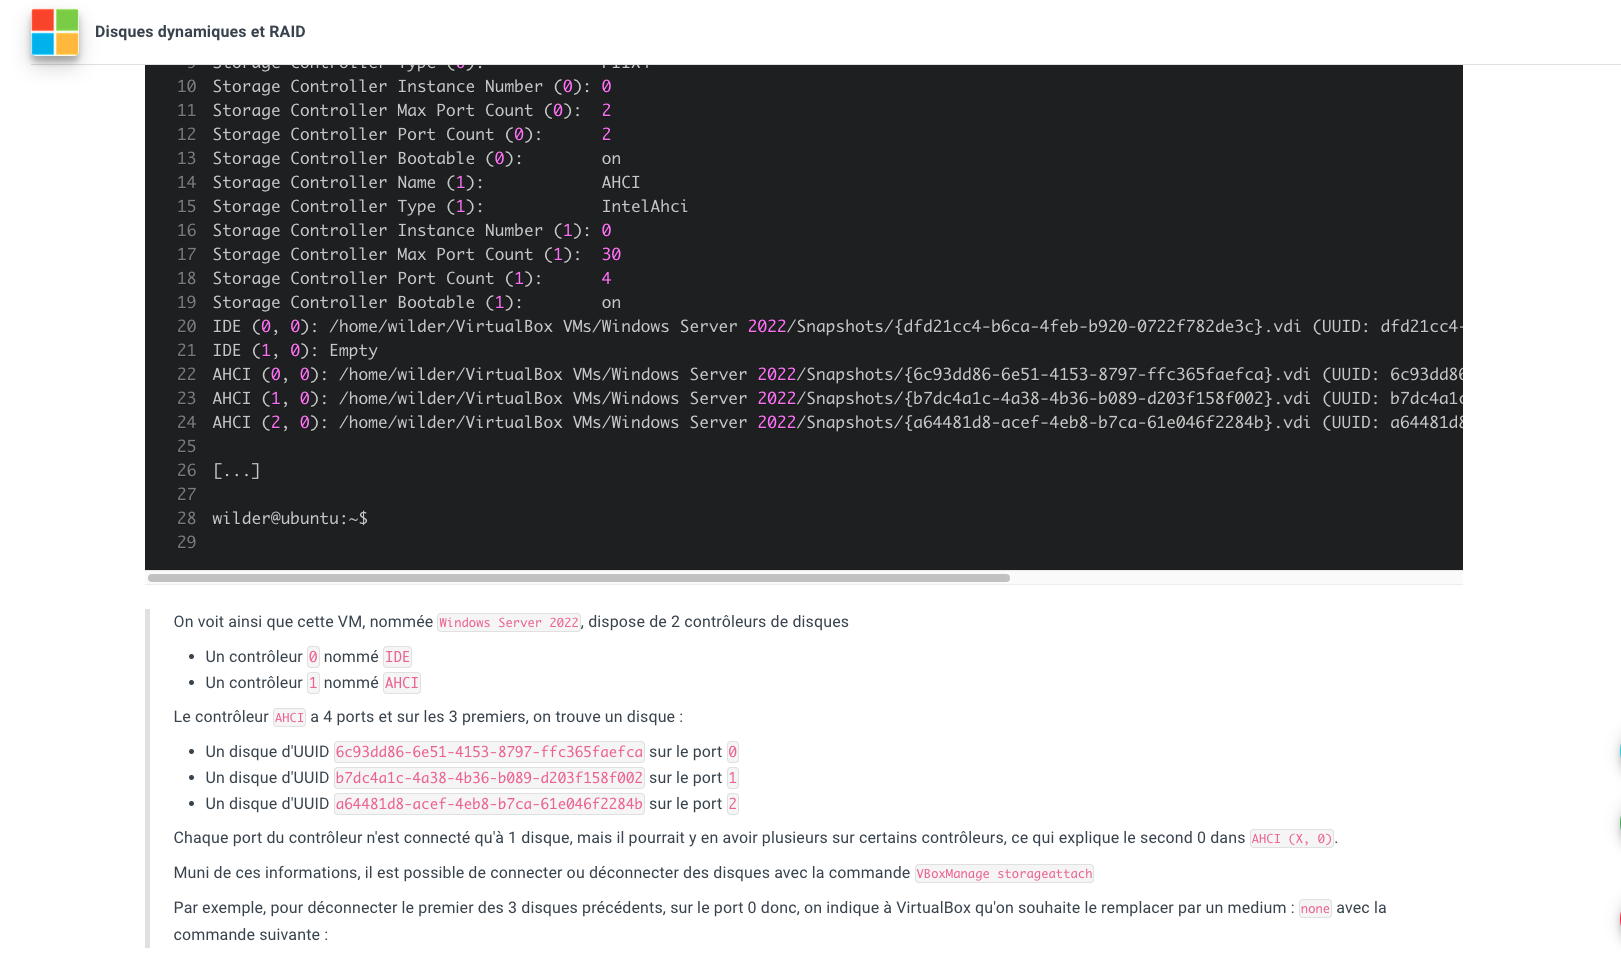 Disques dynamiques et RAID
9 Storage Controller Type (0): PIIX4
10 Storage Controller Instance Number (0): 0
11 Storage Controller Max Port Count (0): 2
12 Storage Controller Port Count (0): 2
13 Storage Controller Bootable (0): on
14 Storage Controller Name (1): AHCI
15 Storage Controller Type (1): IntelAhci
16 Storage Controller Instance Number (1): 0
17 Storage Controller Max Port Count (1): 30
18 Storage Controller Port Count (1): 4
19 Storage Controller Bootable (1): on
20 IDE (0, 0): /home/wilder/VirtualBox VMs/Windows Server 2022/Snapshots/{dfd21cc4-b6ca-4feb-b920-0722f782de3c}.vdi (UUID: dfd21cc4-
21 IDE (1, 0): Empty
22 AHCI (0, 0): /home/wilder/VirtualBox VMs/Windows Server 2022/Snapshots/{6c93dd86-6e51-4153-8797-ffc365faefca}.vdi (UUID: 6c93dd86
23 AHCI (1, 0): /home/wilder/VirtualBox VMs/Windows Server 2022/Snapshots/{b7dc4a1c-4a38-4b36-b089-d203f158f002}.vdi (UUID: b7dc4a1c
24 AHCI (2, 0): /home/wilder/VirtualBox VMs/Windows Server 2022/Snapshots/{a64481d8-acef-4eb8-b7ca-61e046f2284b}.vdi (UUID: a64481d8
25
26 [...]
27
28 wilder@ubuntu:~$
29
On voit ainsi que cette VM, nommée Windows Server 2022, dispose de 2 contrôleurs de disques
• Un contrôleur 0 nommé IDE
• Un contrôleur 1 nommé AHCI
Le contrôleur AHCI a 4 ports et sur les 3 premiers, on trouve un disque :
• Un disque d'UUID 6c93dd86-6e51-4153-8797-ffc365faefca sur le port 0
• Un disque d'UUID b7dc4a1c-4a38-4b36-b089-d203f158f002 sur le port 1
• Un disque d'UUID a64481d8-acef-4eb8-b7ca-61e046f2284b sur le port 2
Chaque port du contrôleur n'est connecté qu'à 1 disque, mais il pourrait y en avoir plusieurs sur certains contrôleurs, ce qui explique le second 0 dans AHCI (X, 0).
Muni de ces informations, il est possible de connecter ou déconnecter des disques avec la commande VBoxManage storageattach
Par exemple, pour déconnecter le premier des 3 disques précédents, sur le port 0 donc, on indique à VirtualBox qu'on souhaite le remplacer par un medium : none avec la
commande suivante :